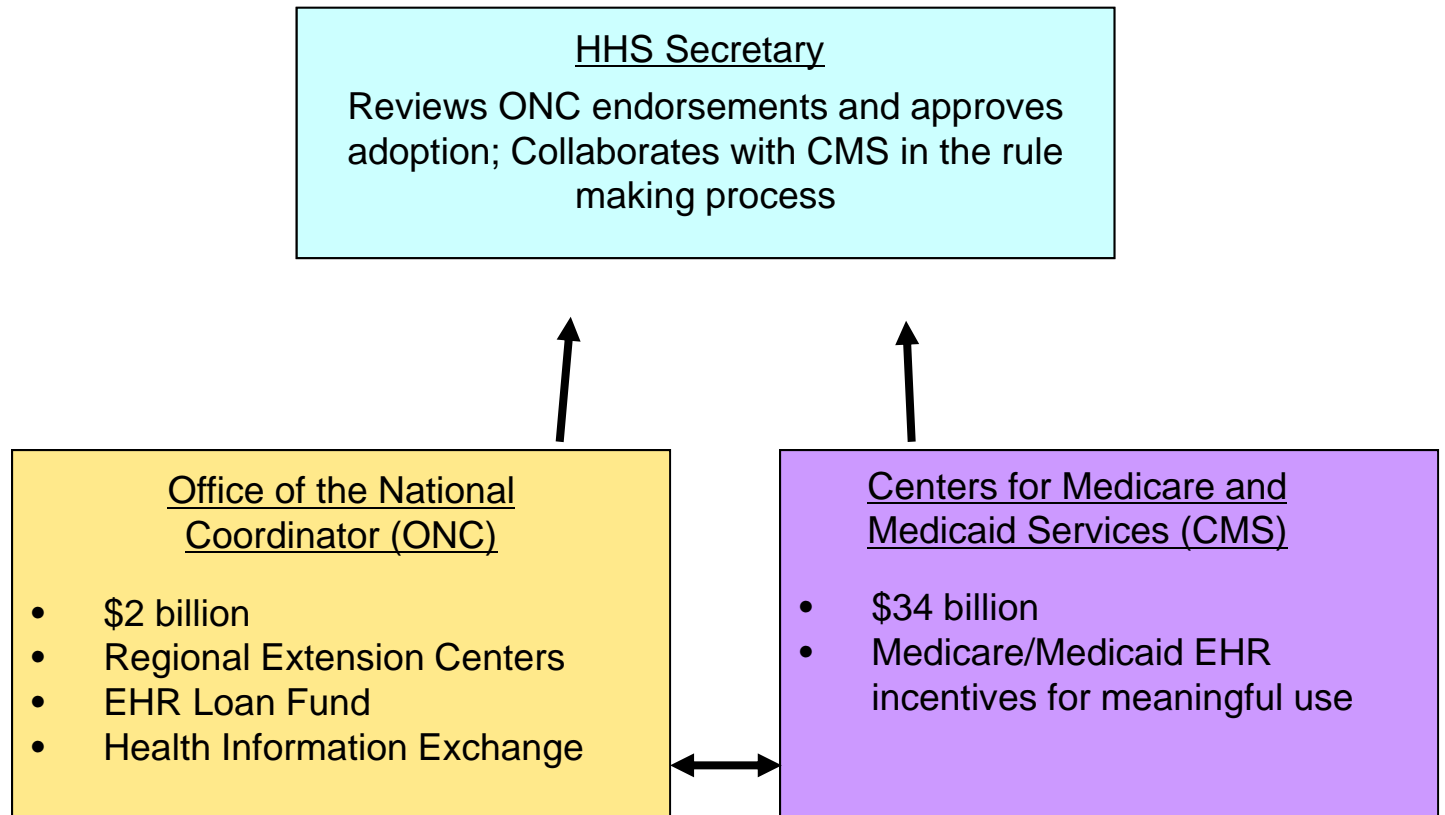 HHS Secretary
Reviews ONC endorsements and approves
adoption; Collaborates with CMS in the rule
making process
Office of the National
Coordinator (ONC)
• $2 billion
• Regional Extension Centers
• EHR Loan Fund
• Health Information Exchange
Centers for Medicare and
Medicaid Services (CMS)
• $34 billion
• Medicare/Medicaid EHR
incentives for meaningful use